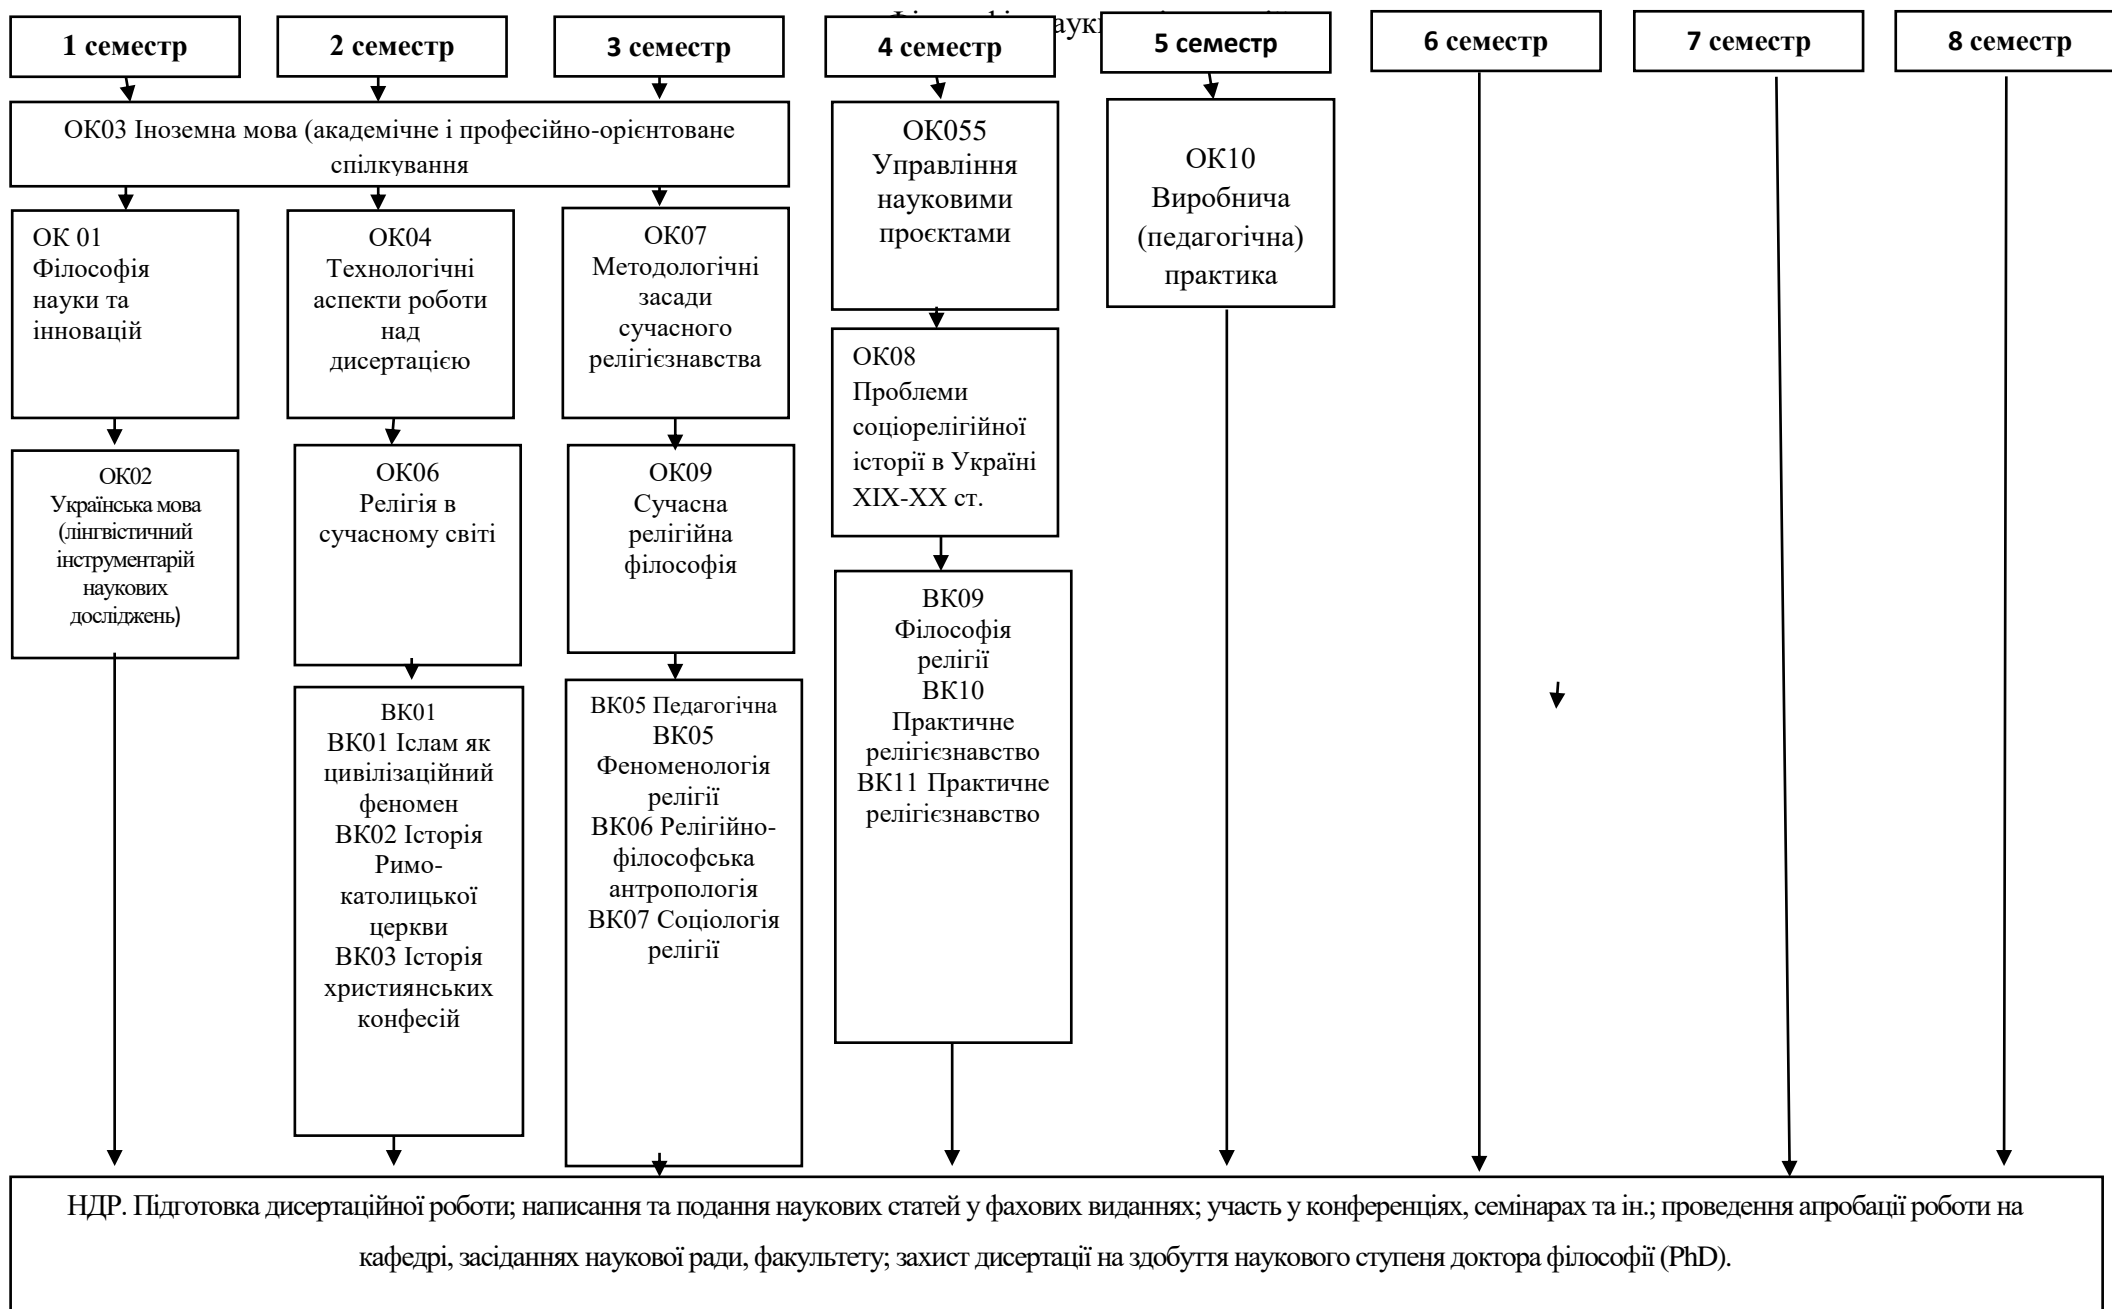 1 семестр
2 семестр
3 семестр
4 семестр
5 семестр
6 семестр
7 семестр
8 семестр
ОК03 Іноземна мова (академічне і професійно-орієнтоване
спілкування
ОК 01
Філософія
науки та
інновацій
ОК02
Українська мова
(лінгвістичний
інструментарій
наукових
досліджень)
ОК04
Технологічні
аспекти роботи
над
дисертацією
ОК06
Релігія в
сучасному світі
ВК01
ВК01 Іслам як
цивілізаційний
феномен
ВК02 Історія
Римо-
католицької
церкви
ВК03 Історія
християнських
конфесій
ОК07
Методологічні
засади
сучасного
релігієзнавства
ОК09
Сучасна
релігійна
філософія
ВК05 Педагогічна
ВК05
Феноменологія
релігії
ВК06 Релігійно-
філософська
антропологія
ВК07 Соціологія
релігії
ОК055
Управління
науковими
проєктами
ОК08
Проблеми
соціорелігійної
історії в Україні
ХІХ-ХХ ст.
ВК09
Філософія
релігії
ВК10
Практичне
релігієзнавство
ВК11 Практичне
релігієзнавство
ОК10
Виробнича
(педагогічна)
практика
НДР. Підготовка дисертаційної роботи; написання та подання наукових статей у фахових виданнях; участь у конференціях, семінарах та ін.; проведення апробації роботи на
кафедрі, засіданнях наукової ради, факультету; захист дисертації на здобуття наукового ступеня доктора філософії (PhD).